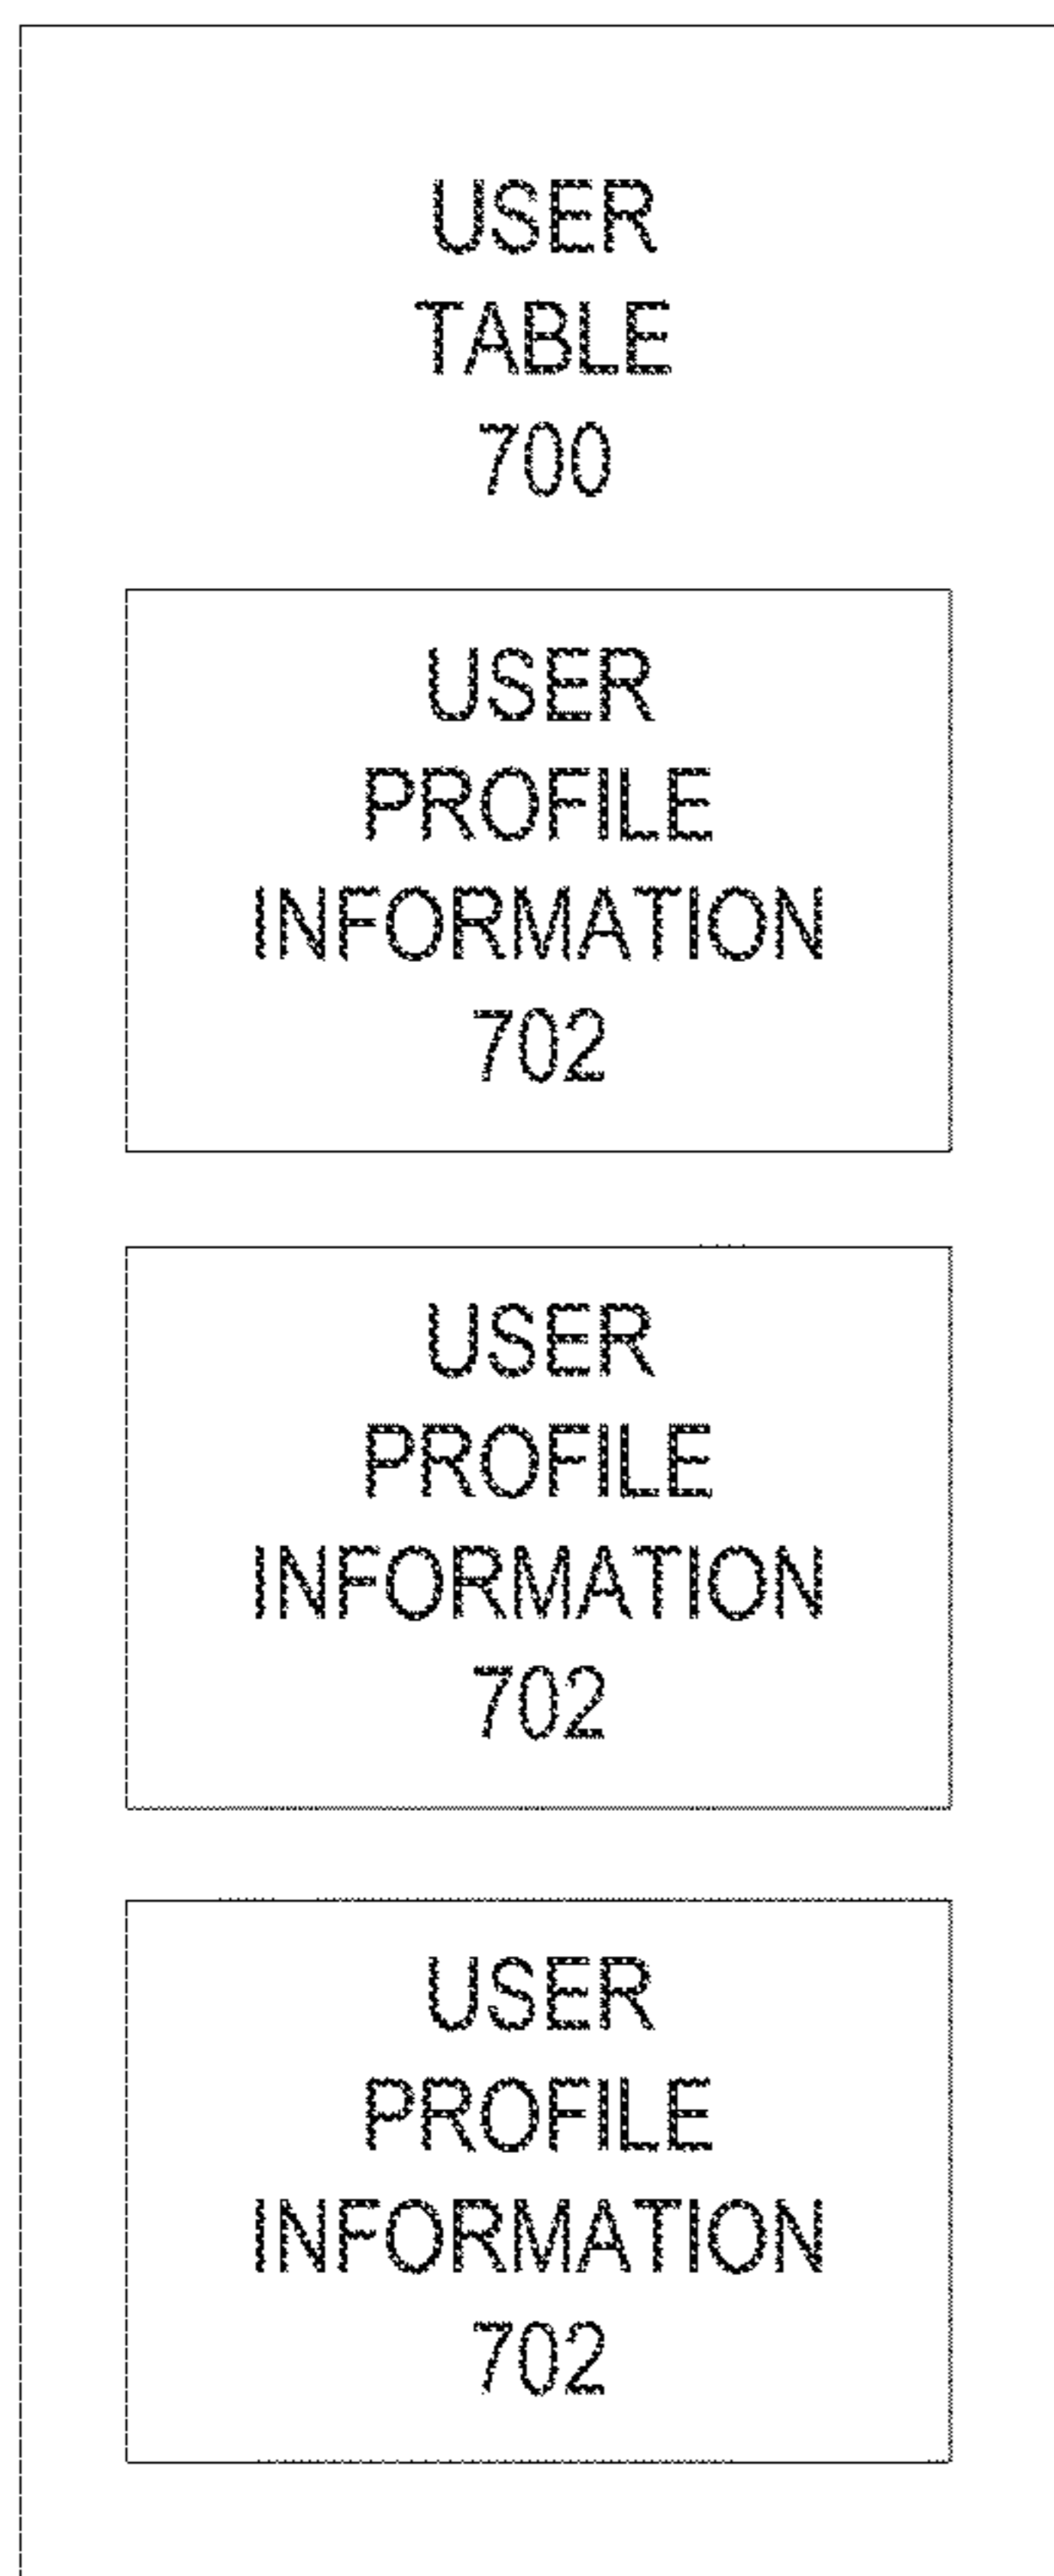 USER
TABLE
700
USER
PROFILE
INFORMATION
702
USER
PROFILE
INFORMATION
702
USER
PROFILE
INFORMATION
702